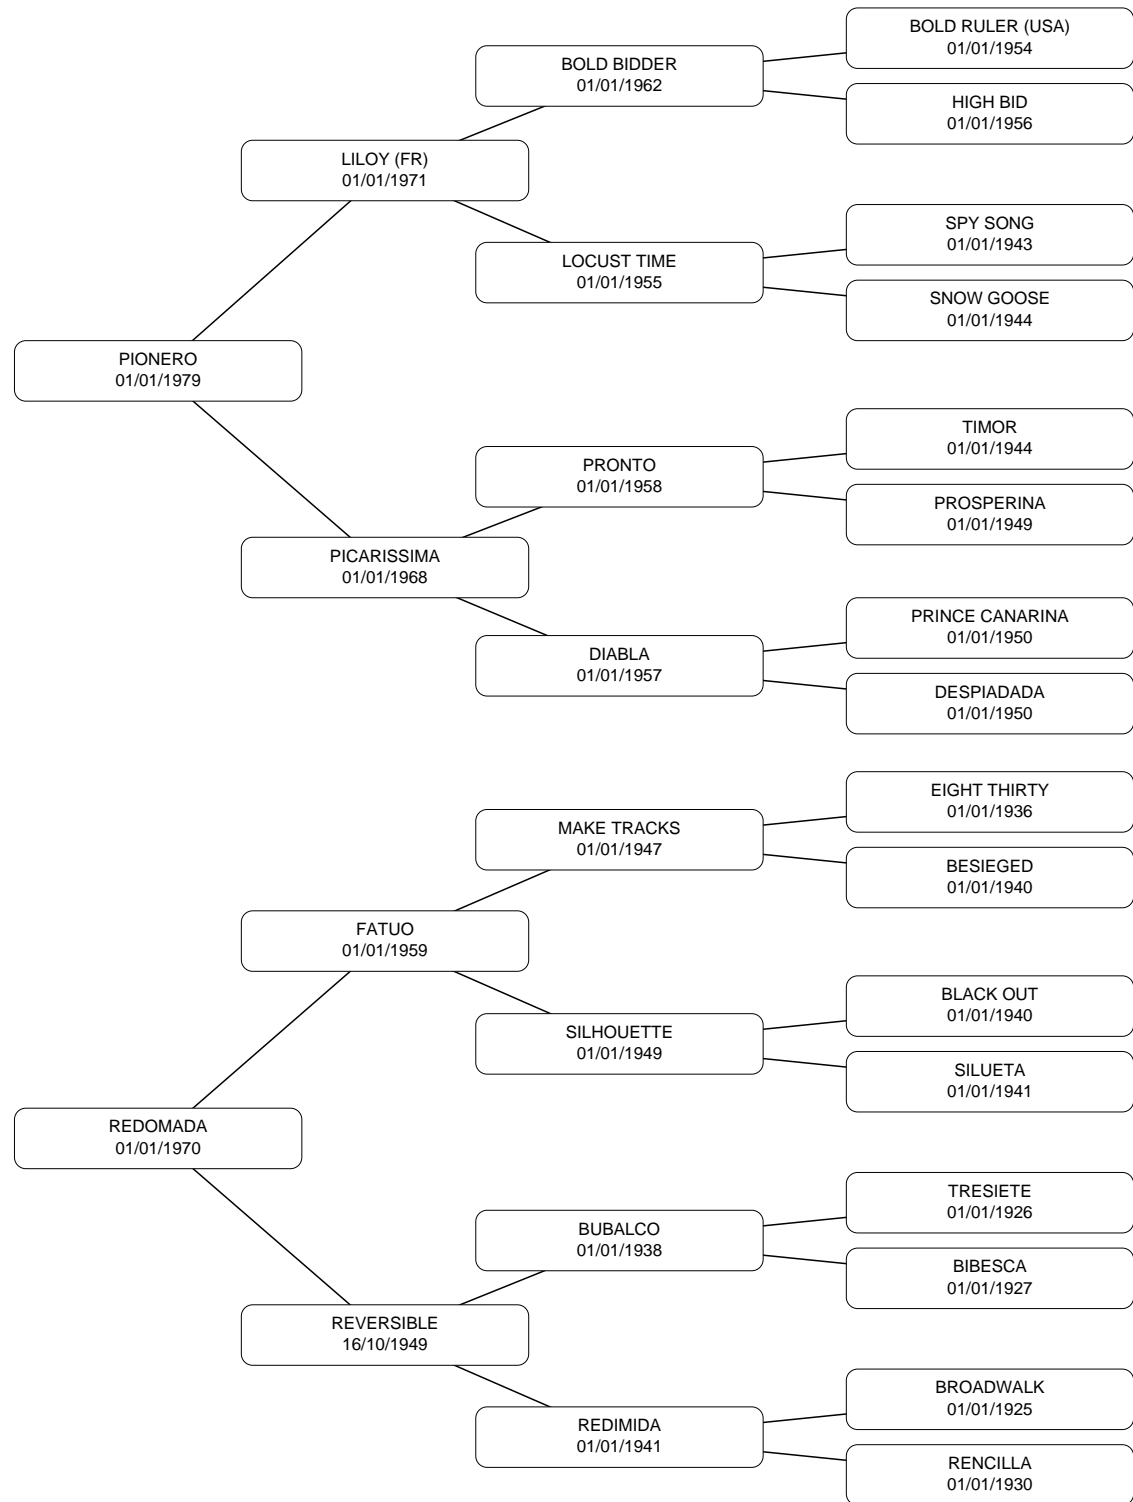 BOLD RULER (USA)
01/01/1954
BOLD BIDDER
01/01/1962
HIGH BID
01/01/1956
LILOY (FR)
01/01/1971
SPY SONG
01/01/1943
LOCUST TIME
01/01/1955
SNOW GOOSE
01/01/1944
PIONERO
01/01/1979
TIMOR
01/01/1944
PRONTO
01/01/1958
PROSPERINA
01/01/1949
PICARISSIMA
01/01/1968
PRINCE CANARINA
01/01/1950
DIABLA
01/01/1957
DESPIADADA
01/01/1950
EIGHT THIRTY
01/01/1936
MAKE TRACKS
01/01/1947
BESIEGED
01/01/1940
FATUO
01/01/1959
BLACK OUT
01/01/1940
SILHOUETTE
01/01/1949
SILUETA
01/01/1941
REDOMADA
01/01/1970
TRESIETE
01/01/1926
BUBALCO
01/01/1938
BIBESCA
01/01/1927
REVERSIBLE
16/10/1949
BROADWALK
01/01/1925
REDIMIDA
01/01/1941
RENCILLA
01/01/1930